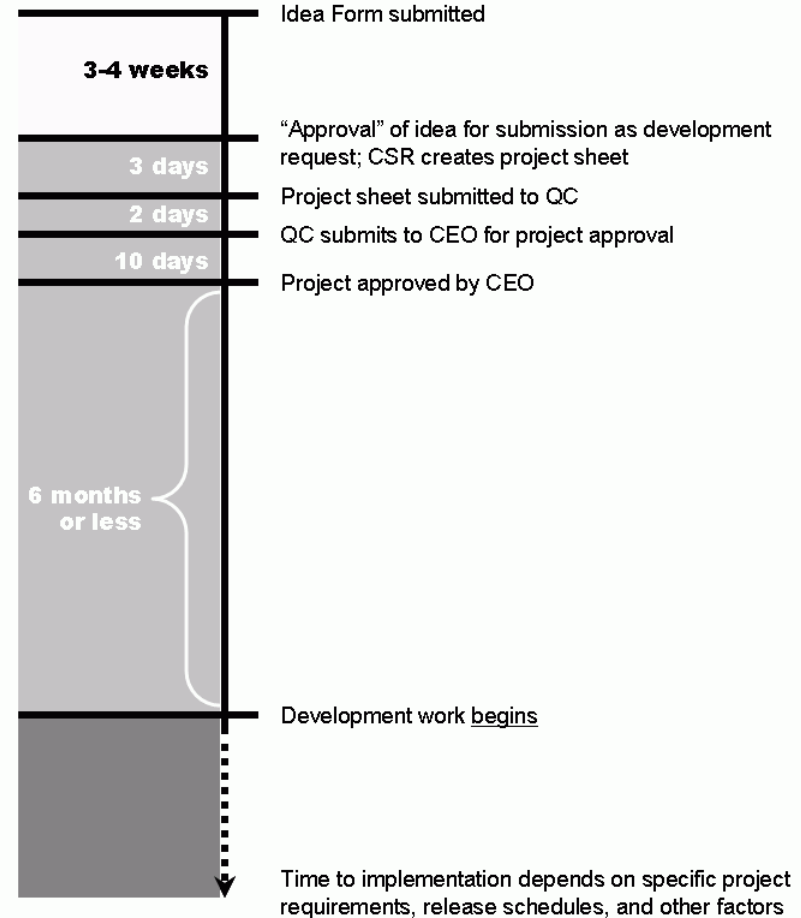 Idea Form submitted
3-4 weeks
“Approval” of idea for submission as development
request; CSR creates project sheet
3 days
Project sheet submitted to QC
2 days
QC submits to CEO for project approval
10 days
Project approved by CEO
6 months
or less
Development work begins
Time to implementation depends on specific project
requirements, release schedules, and other factors